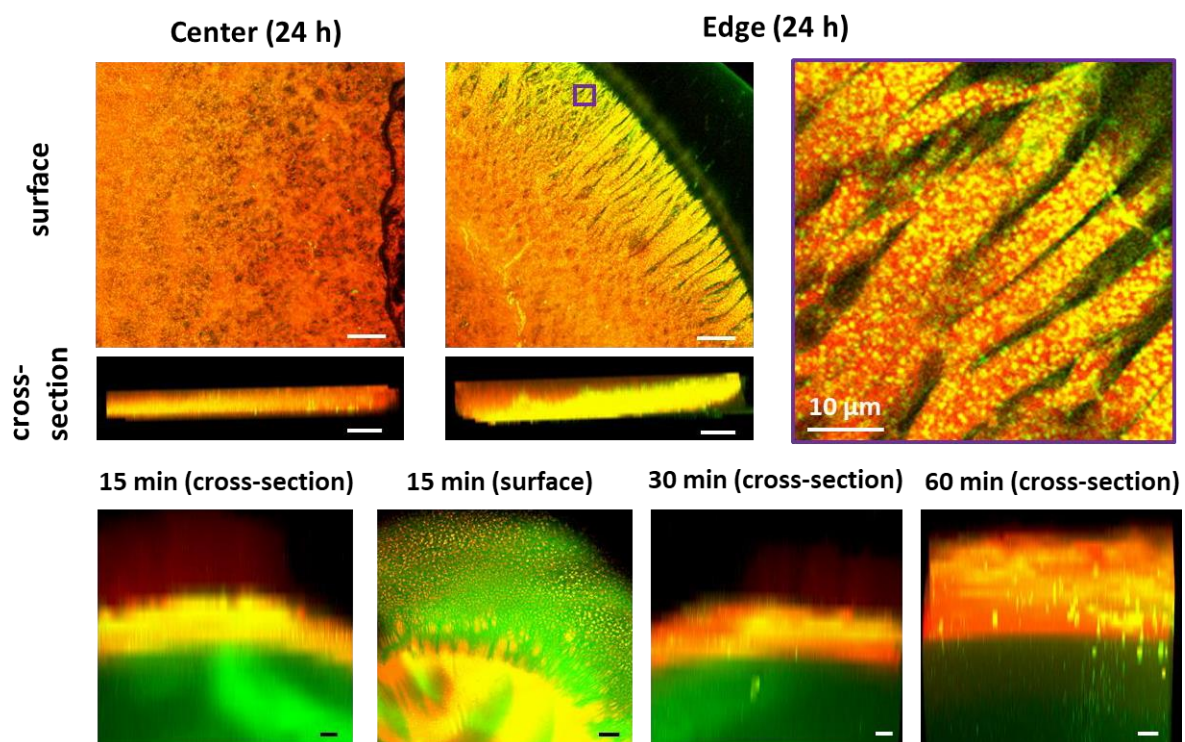 Center (24 h)
Edge (24 h)
surface
cross-
section
10 µm
15 min (cross-section)
15 min (surface)
30 min (cross-section)
60 min (cross-section)